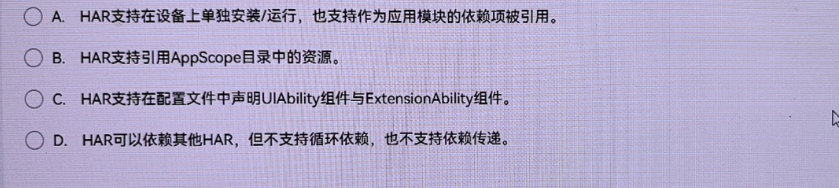 A. HAR支持在设备上单独安装/运行，也支持作为应用模块的依赖项被引用。
B. HAR支持引用AppScope目录中的资源。
C. HAR支持在配置文件中声明UIAbility组件与ExtensionAbility组件。
D. HAR可以依赖其他HAR，但不支持循环依赖，也不支持依赖传递。